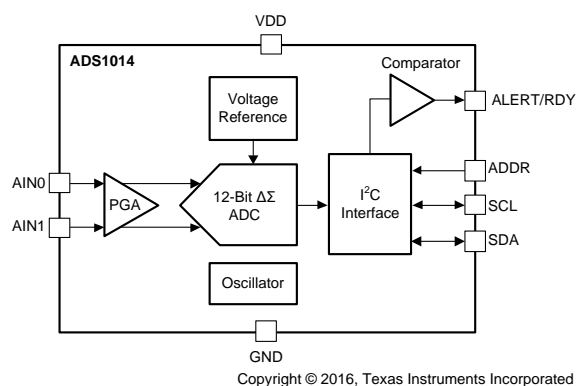 VDD
ADS1014
Comparator
Voltage
Reference
ALERT/RDY
ADDR
AIN0
PGA
12-Bit ΔΣ
ADC
I²C
Interface
SCL
AIN1
SDA
Oscillator
GND
Copyright © 2016, Texas Instruments Incorporated